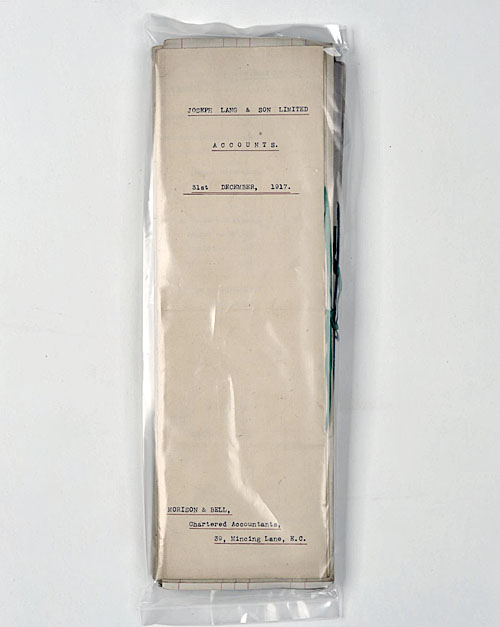 JOSEPH LANG & SON LIMITED
ACCOUNTS.
31st DECEMBER, 1917.
MORISON & BELL,
Chartered Accountants,
39, Mincing Lane, E.C.